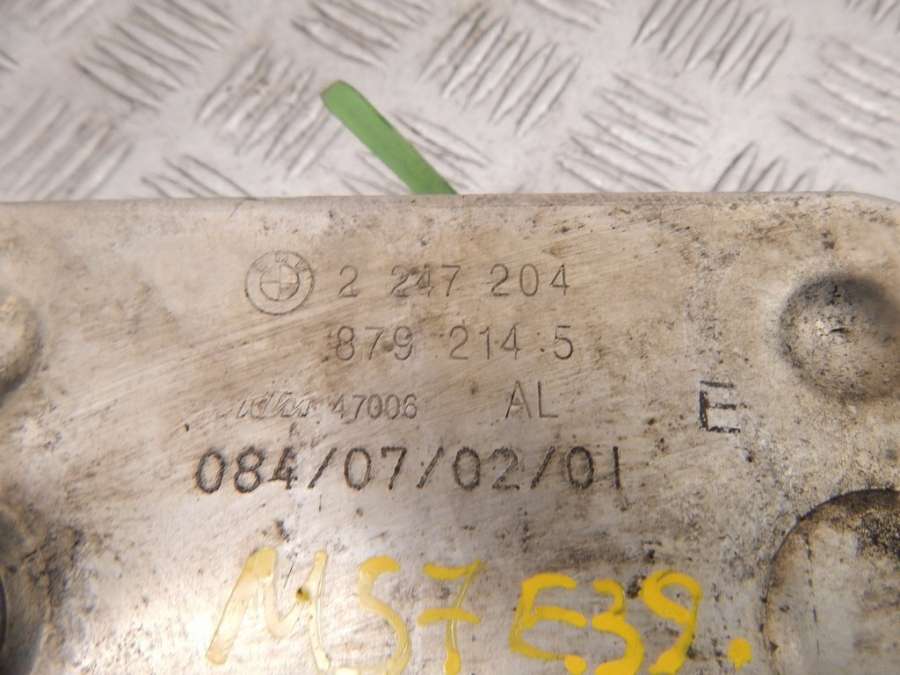 2 247 204
879 214.5
47006 AL
E
084/07/02/01
M57 E39.